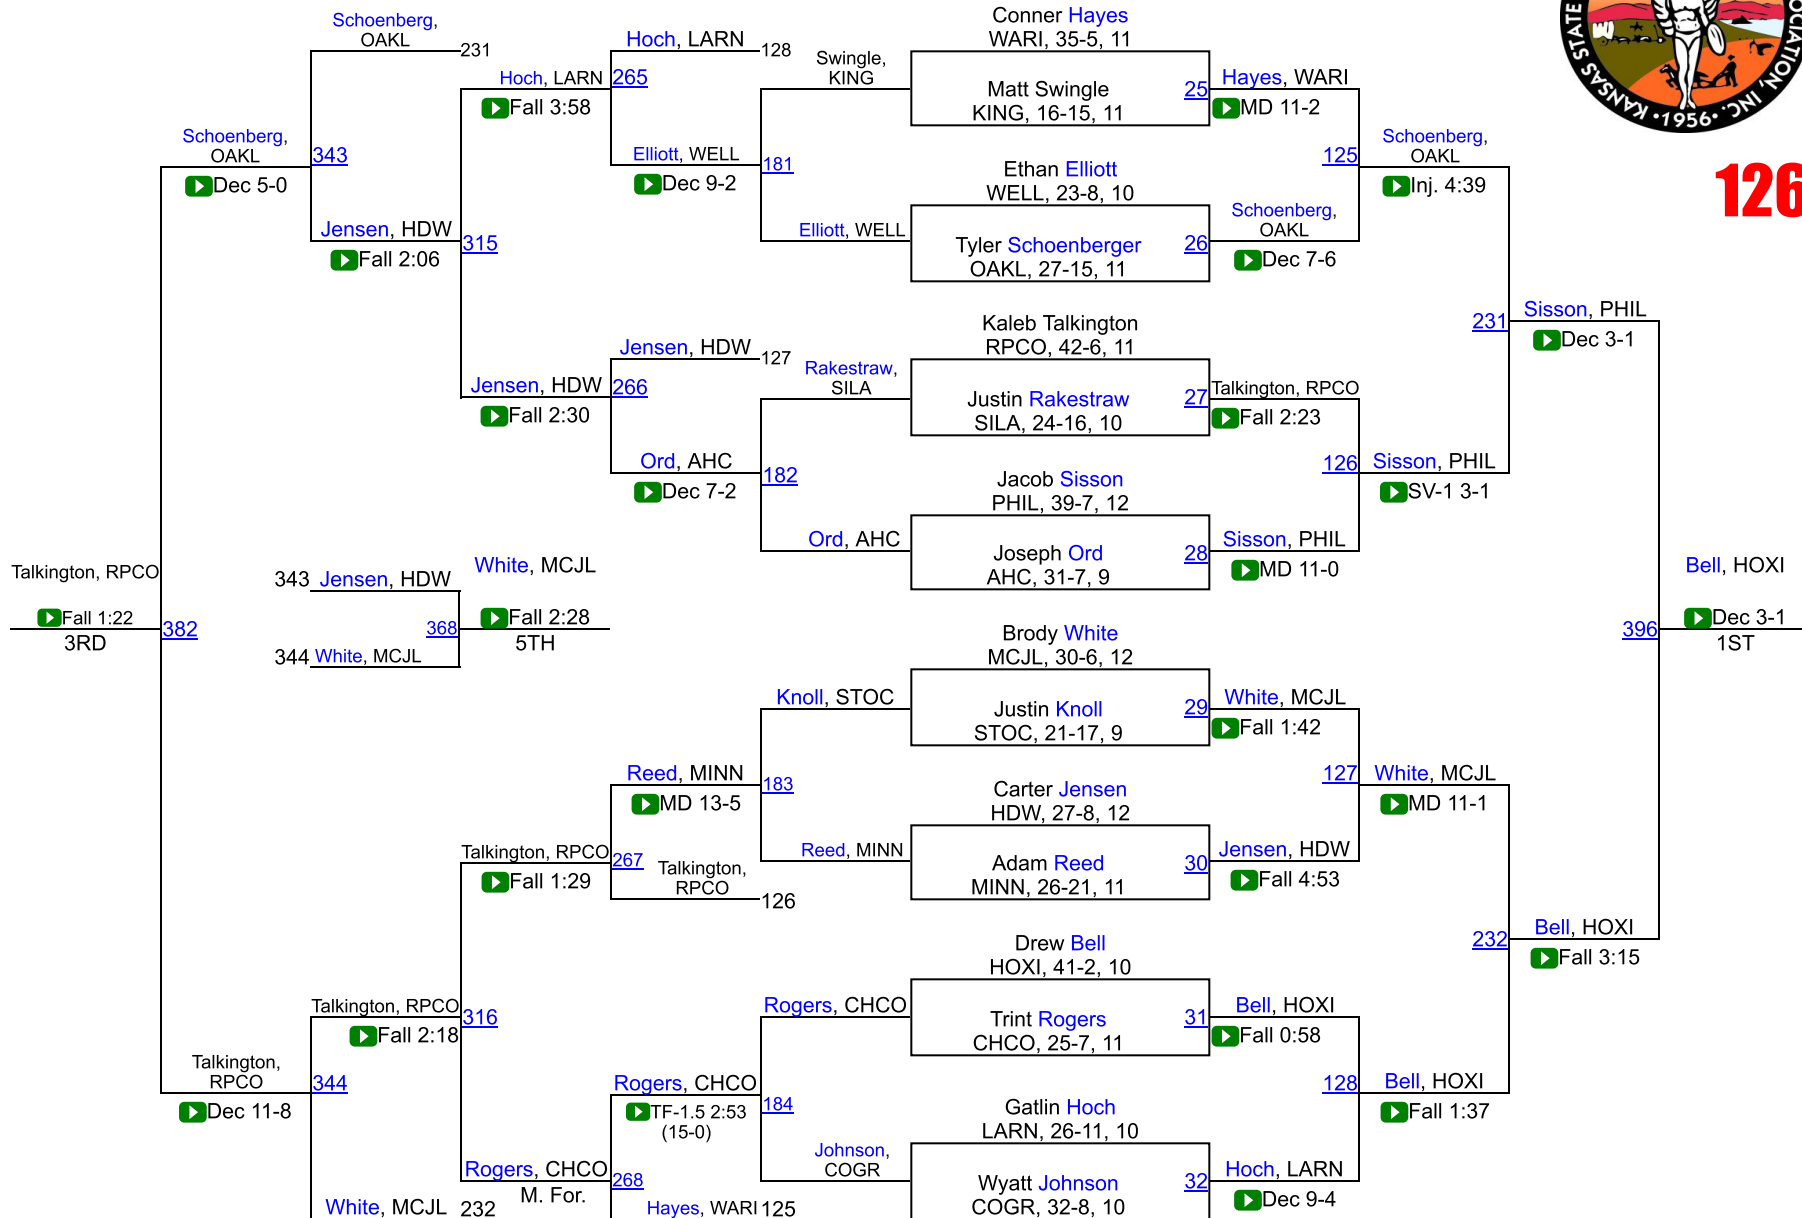 Schoenberg,
OAKL
231
Hoch, LARN
128
Hoch, LARN
265
Fall 3:58
Schoenberg,
OAKL
343
Dec 5-0
Elliott, WELL
181
Dec 9-2
Swingle,
KING
Elliott, WELL
Jensen, HDW
315
Fall 2:06
Jensen, HDW
127
Jensen, HDW
266
Fall 2:30
Rakestraw,
SILA
Ord, AHC
182
Dec 7-2
Ord, AHC
Talkington, RPCO
Fall 1:22
382
3RD
343 Jensen, HDW
368
344 White, MCJL
White, MCJL
Fall 2:28
5TH
Knoll, STOC
Reed, MINN
183
MD 13-5
Reed, MINN
Talkington, RPCO
267
Fall 1:29
Talkington,
RPCO
126
Talkington, RPCO
316
Fall 2:18
Talkington,
RPCO
344
Dec 11-8
Rogers, CHCO
Rogers, CHCO
184
TF-1.5 2:53
(15-0)
Johnson,
COGR
Rogers, CHCO
268
M. For.
White, MCJL 232
Hayes, WARI 125
Conner Hayes
WARI, 35-5, 11
Matt Swingle
KING, 16-15, 11
25
Ethan Elliott
WELL, 23-8, 10
Tyler Schoenberger
OAKL, 27-15, 11
26
Kaleb Talkington
RPCO, 42-6, 11
Justin Rakestraw
SILA, 24-16, 10
27
Jacob Sisson
PHIL, 39-7, 12
Joseph Ord
AHC, 31-7, 9
28
Brody White
MCJL, 30-6, 12
Justin Knoll
STOC, 21-17, 9
29
Carter Jensen
HDW, 27-8, 12
Adam Reed
MINN, 26-21, 11
30
Drew Bell
HOXI, 41-2, 10
Trint Rogers
CHCO, 25-7, 11
31
Gatlin Hoch
LARN, 26-11, 10
Wyatt Johnson
COGR, 32-8, 10
32
Hayes, WARI
MD 11-2
125
Schoenberg,
OAKL
Dec 7-6
Schoenberg,
OAKL
Inj. 4:39
Talkington, RPCO
Fall 2:23
126
Sisson, PHIL
MD 11-0
Sisson, PHIL
SV-1 3-1
231
Sisson, PHIL
Dec 3-1
White, MCJL
Fall 1:42
127
Jensen, HDW
Fall 4:53
White, MCJL
MD 11-1
232
Bell, HOXI
Fall 0:58
128
Hoch, LARN
Dec 9-4
Bell, HOXI
Fall 1:37
Bell, HOXI
Fall 3:15
Bell, HOXI
396
Dec 3-1
1ST
KANSAS STATE
INC.
•1956•
126